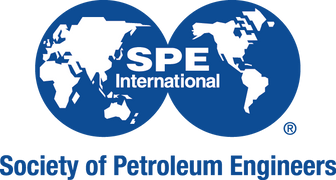 SPE
International
®
Society of Petroleum Engineers